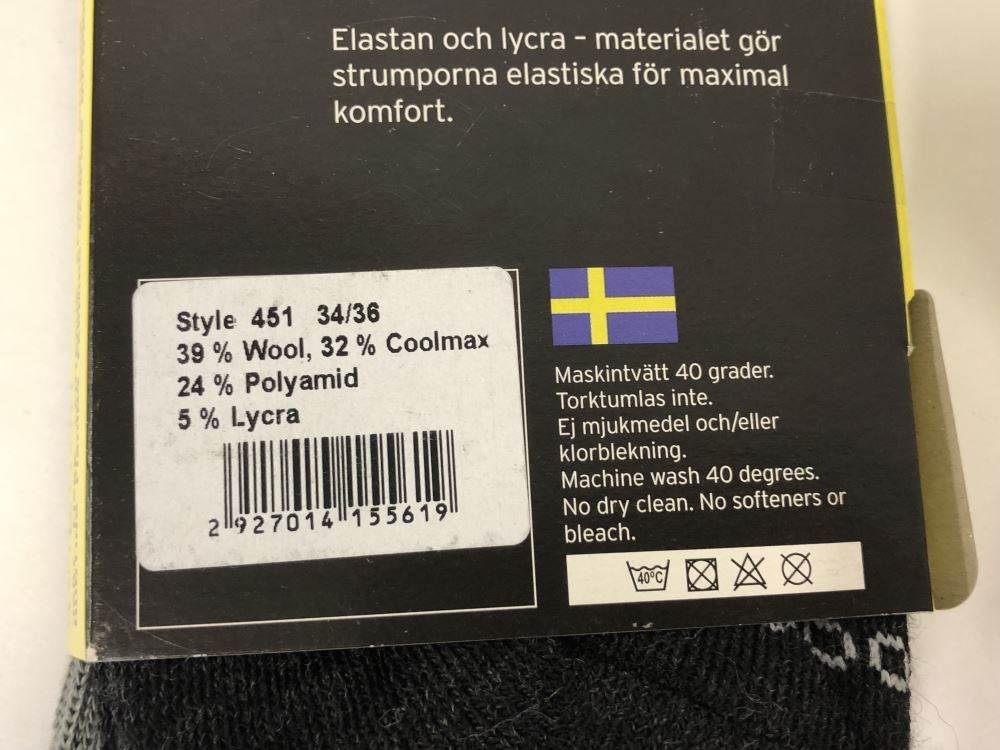 Elastan och lycra – materialet gör
strumporna elastiska för maximal
komfort.
Style 451 34/36
39 % Wool, 32 % Coolmax
24 % Polyamid
5 % Lycra
2 927014 155619
Maskintvätt 40 grader.
Torktumlas inte.
Ej mjukmedel och/eller
klorblekning.
Machine wash 40 degrees.
No dry clean. No softeners or
bleach.
40°C